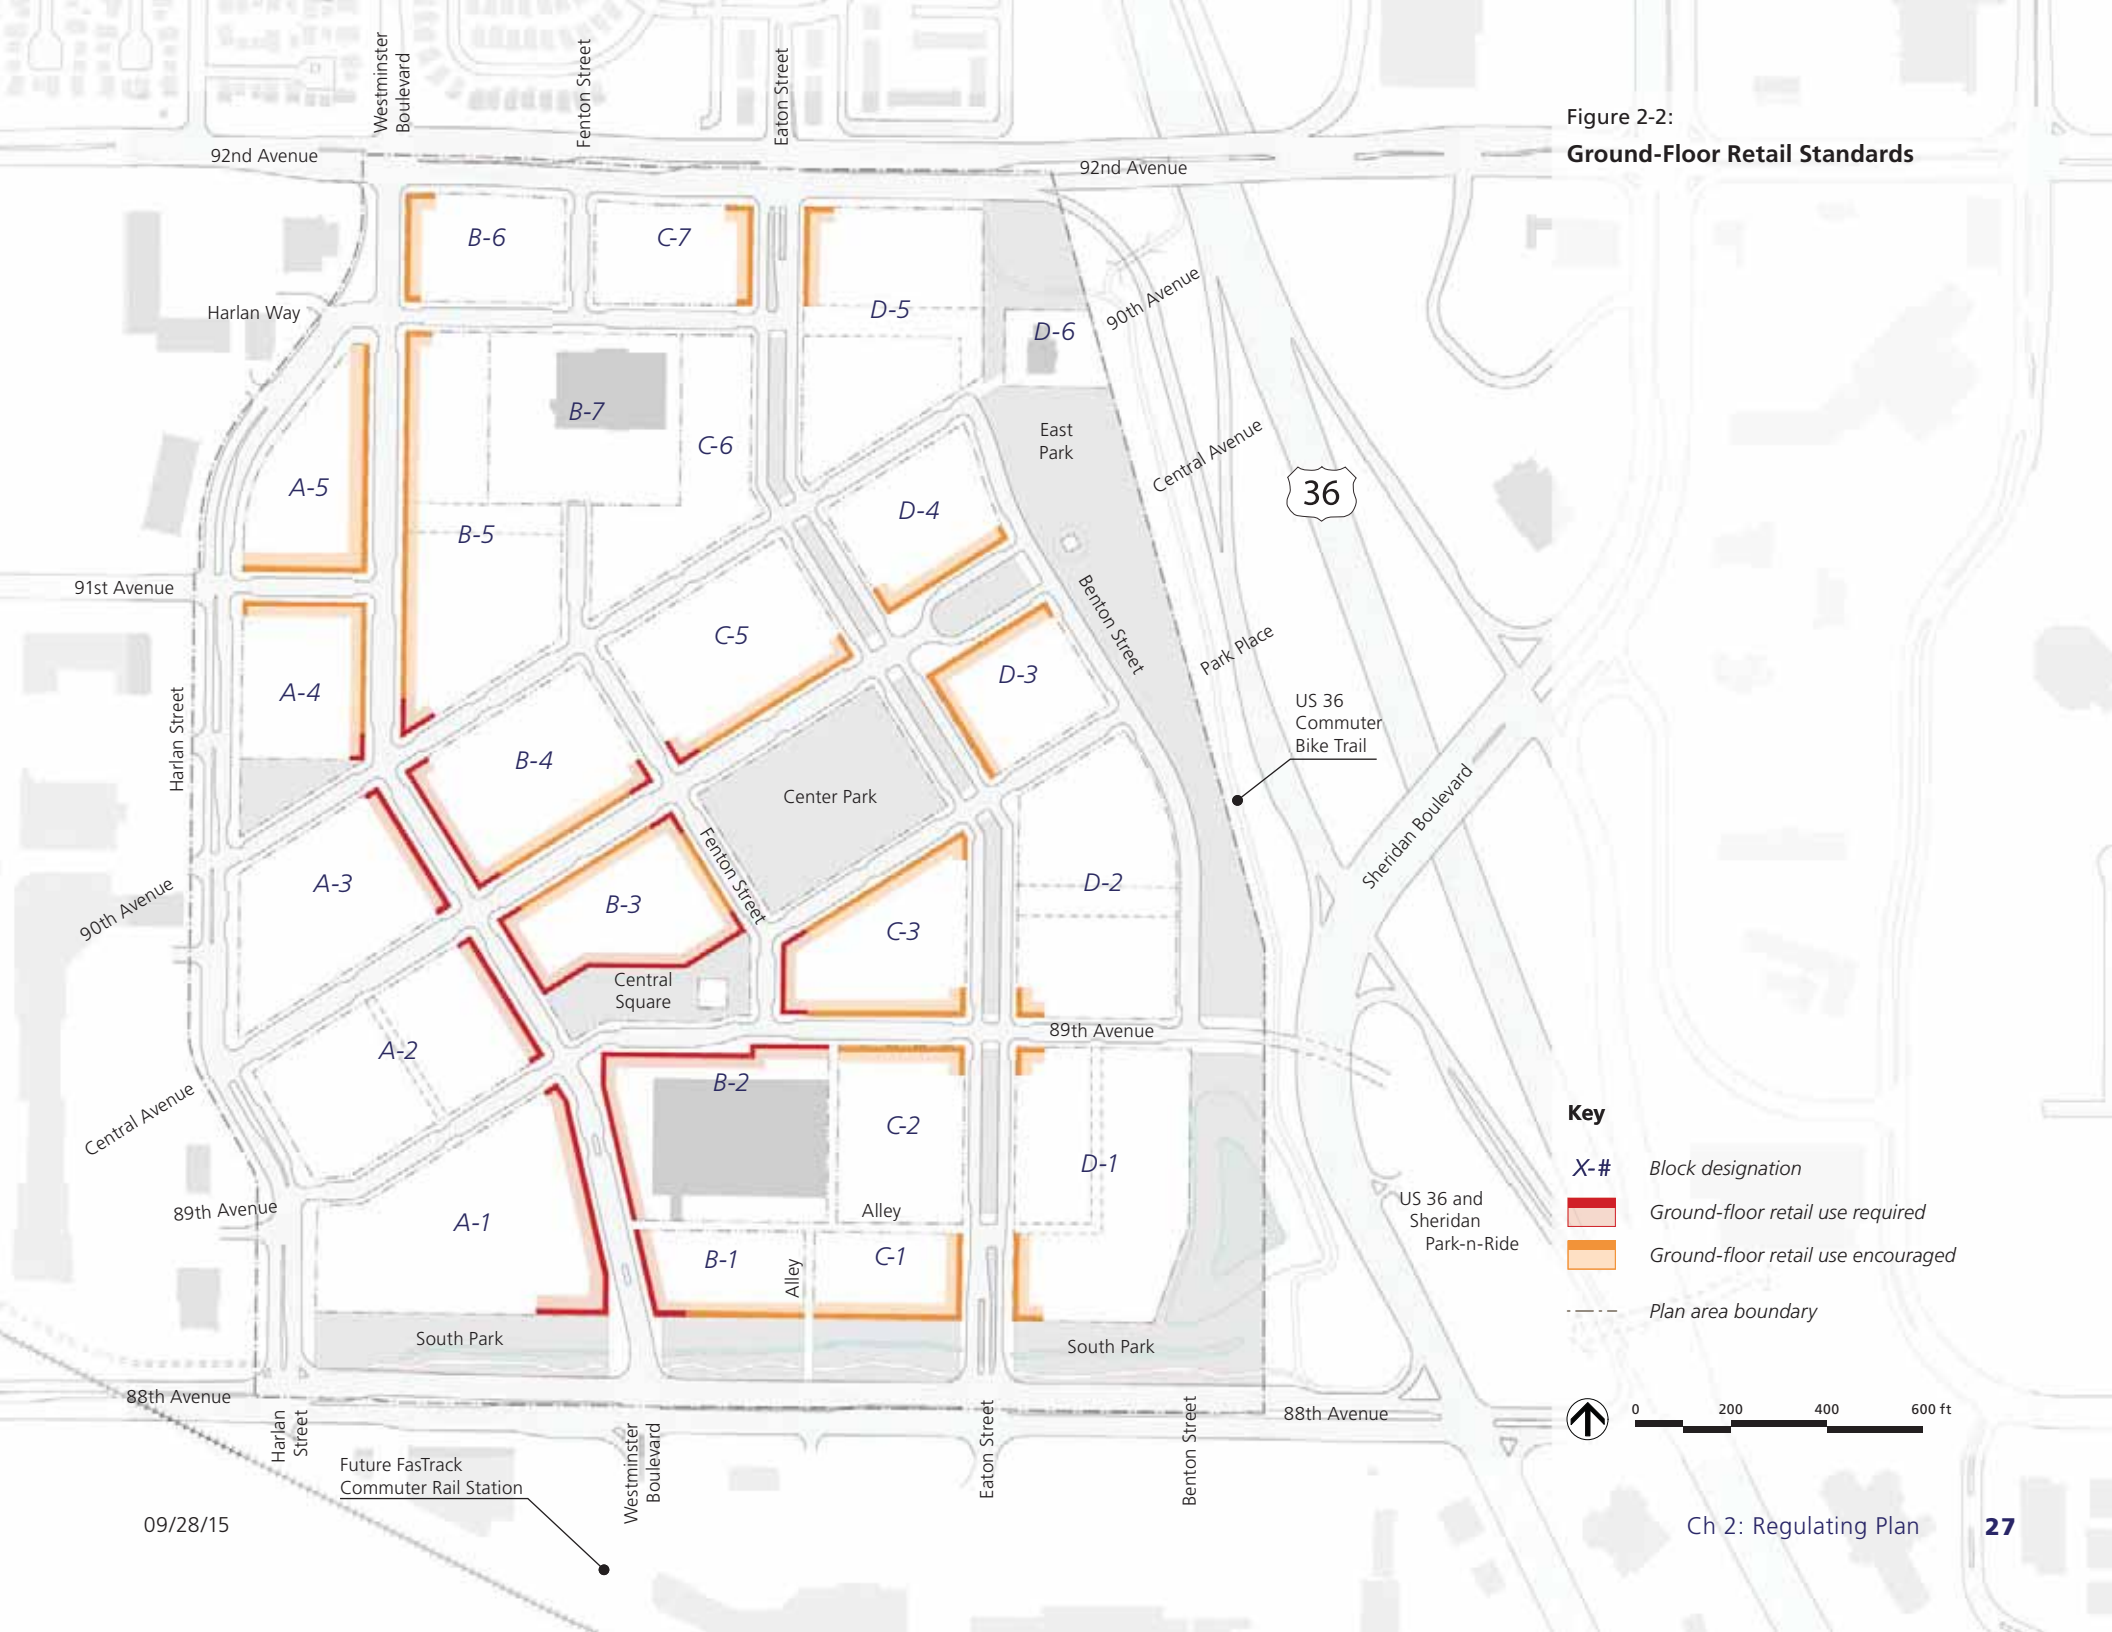 Westminster
Boulevard
Fenton Street
Eaton Street
Figure 2-2:
Ground-Floor Retail Standards
92nd Avenue
92nd Avenue
B-6
C-7
D-5
D-6
90th Avenue
Harlan Way
B-7
C-6
East
Park
Central Avenue
36
A-5
B-5
D-4
91st Avenue
C-5
Benton Street
Park Place
D-3
A-4
Harlan Street
US 36
Commuter
Bike Trail
B-4
Center Park
Sheridan Boulevard
Fenton Street
A-3
90th Avenue
B-3
C-3
D-2
Central
Square
89th Avenue
A-2
B-2
Central Avenue
C-2
D-1
Key
X-# Block designation
Ground-floor retail use required
Ground-floor retail use encouraged
Plan area boundary
US 36 and
Sheridan
Park-n-Ride
89th Avenue
A-1
Alley
B-1
Alley
C-1
South Park
South Park
88th Avenue
88th Avenue
Harlan
Street
Westminster
Boulevard
Eaton Street
Benton Street
0 200 400 600 ft
Future FasTrack
Commuter Rail Station
09/28/15
Ch 2: Regulating Plan 27